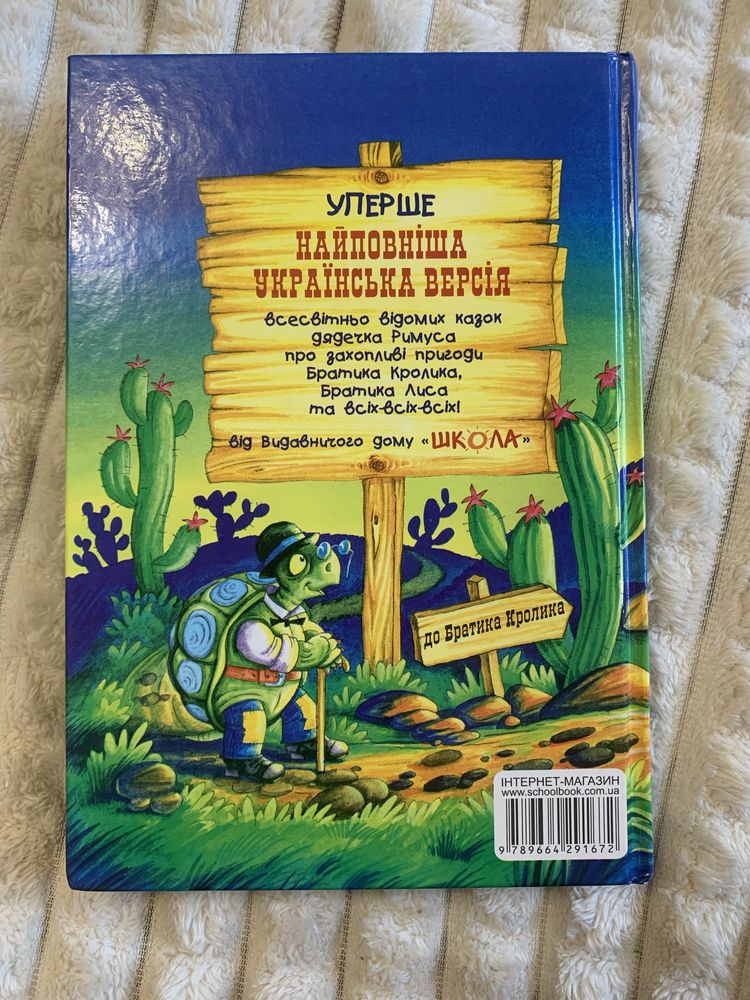 УПЕРШЕ
НАЙПОВНІША
УКРАЇНСЬКА ВЕРСІЯ
всесвітньо відомих казок
дядечка Римуса
про захопливі пригоди
Братика Кролика,
Братика Лиса
та всіх-всіх-всіх!
від Видавничого дому «ШКОЛА»
до Братика Кролика
ІНТЕРНЕТ-МАГАЗИН
www.schoolbook.com.ua
9 789664 291672